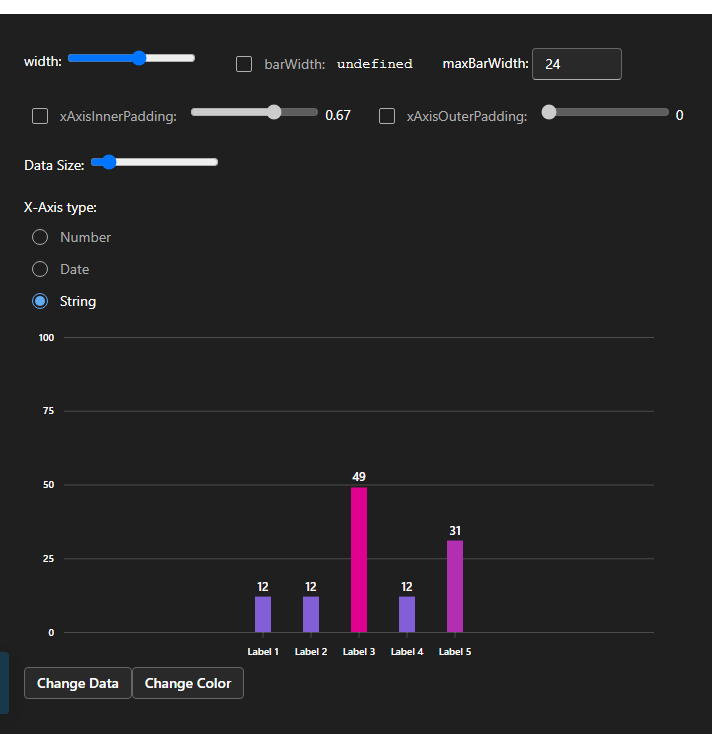 width: barWidth: undefined maxBarWidth: 24
xAxisInnerPadding: 0.67 xAxisOuterPadding: 0
Data Size:
X-Axis type:
Number
Date
String
100
75
50
49
31
25
12 12 12
0
Label 1 Label 2 Label 3 Label 4 Label 5
Change Data Change Color